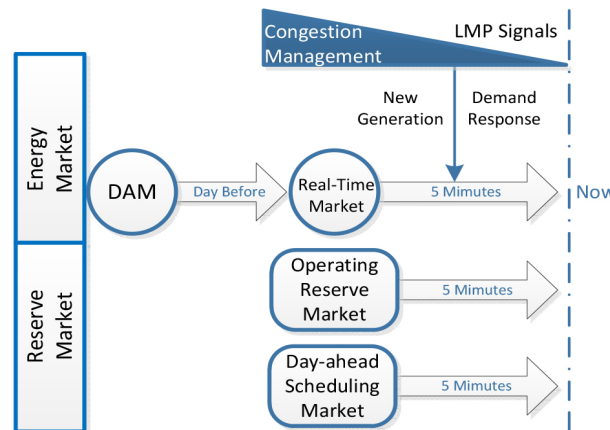 Congestion
Management
LMP Signals
New
Generation
Demand
Response
Energy
Market
DAM
Day Before
Real-Time
Market
5 Minutes
Now
Reserve
Market
Operating
Reserve
Market
5 Minutes
Day-ahead
Scheduling
Market
5 Minutes